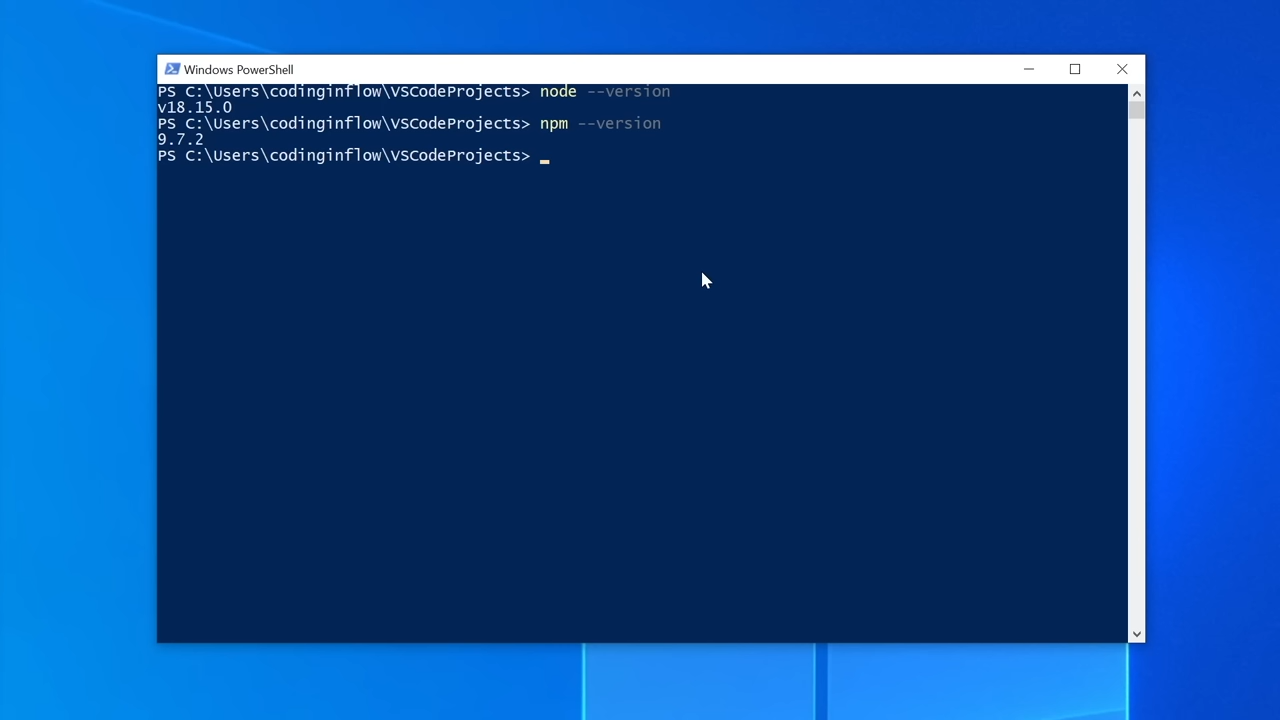 Windows PowerShell
PS C:\Users\codinginflow\VSCodeProjects> node --version
v18.15.0
PS C:\Users\codinginflow\VSCodeProjects> npm --version
9.7.2
PS C:\Users\codinginflow\VSCodeProjects>